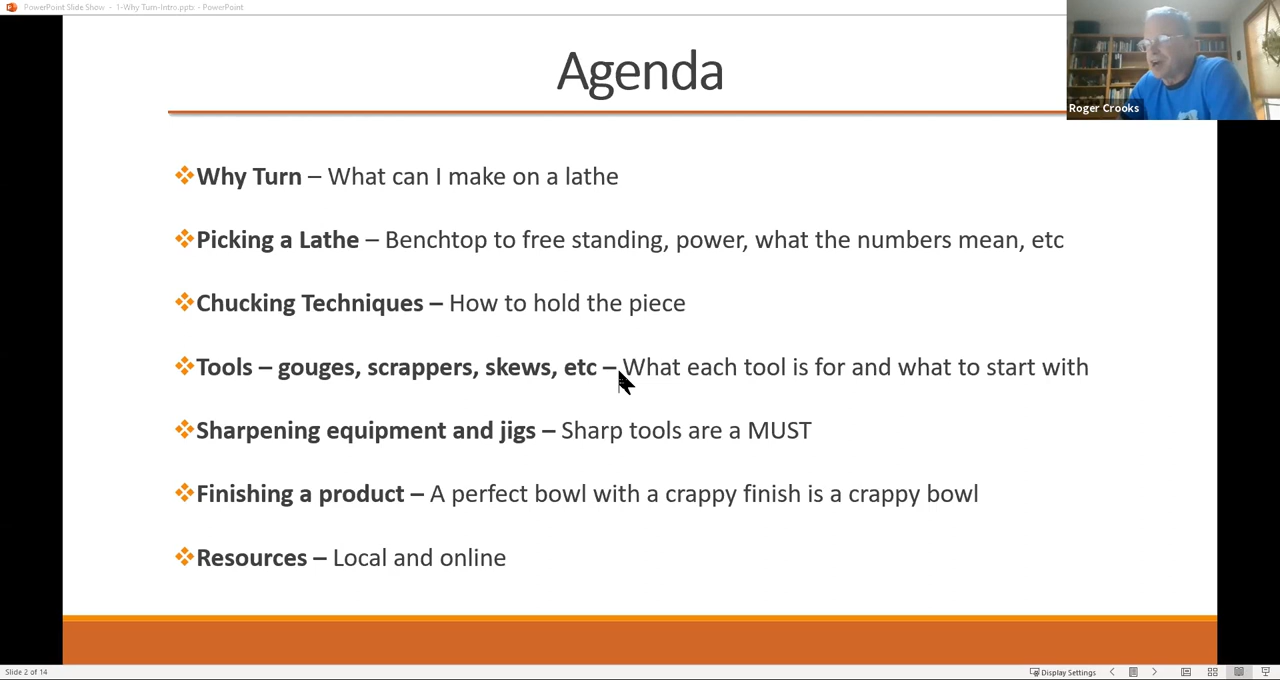 PowerPoint Slide Show - 1-Why Turn-Intro.pptx - PowerPoint
Agenda
Roger Crooks
Why Turn – What can I make on a lathe
Picking a Lathe – Benchtop to free standing, power, what the numbers mean, etc
Chucking Techniques – How to hold the piece
Tools – gouges, scrappers, skews, etc – What each tool is for and what to start with
Sharpening equipment and jigs – Sharp tools are a MUST
Finishing a product – A perfect bowl with a crappy finish is a crappy bowl
Resources – Local and online
Slide 2 of 14
Display Settings